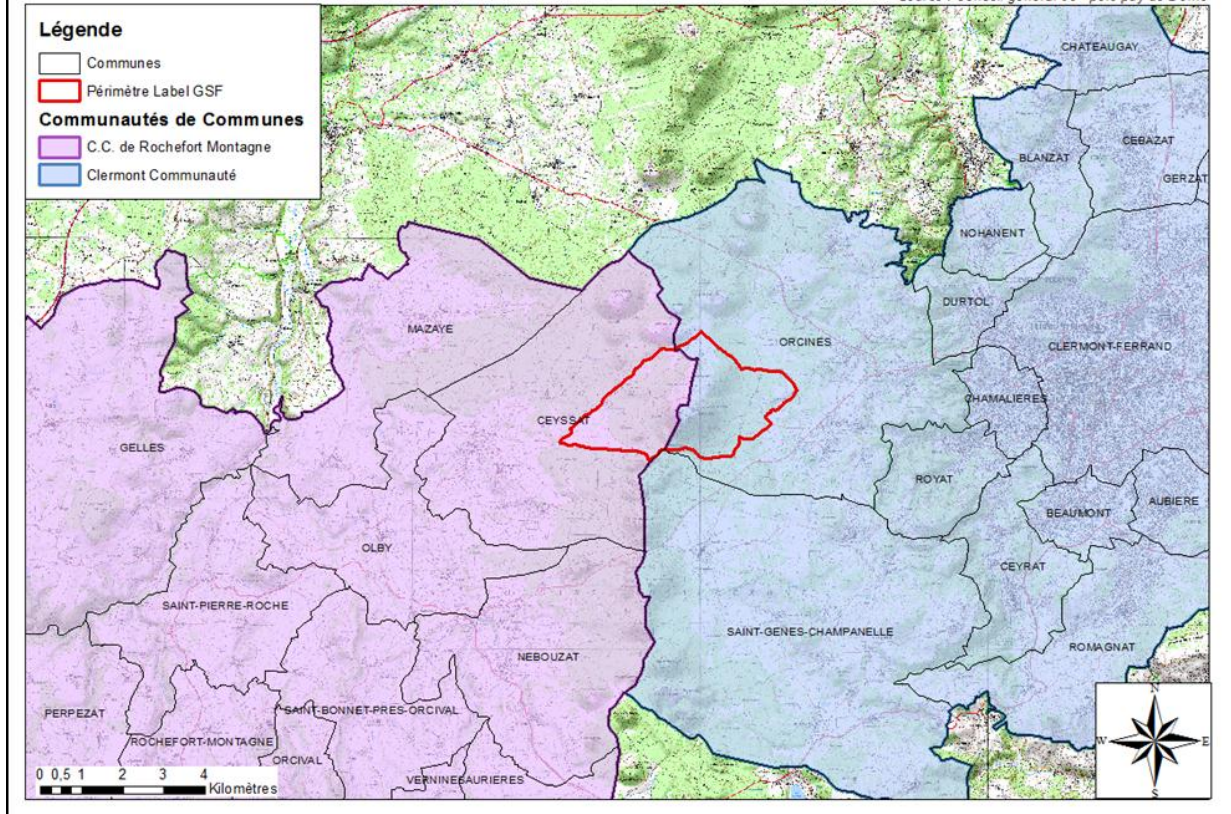 Légende
Communes
Périmètre Label GSF
Communautés de Communes
C.C. de Rochefort Montagne
Clermont Communauté
CHATEAUGAY
CEBAZAT
BLANZAT
GERZAT
NOHANENT
DURTOL
MAZAYE
ORCINES
CLERMONT-FERRAND
CHAMALIERES
CEYSSAT
GELLES
ROYAT
AUBIERE
BEAUMONT
OLBY
CEYRAT
SAINT-PIERRE-ROCHE
SAINT-GENES-CHAMPANELLE
ROMAGNAT
NEBOUZAT
PERPEZAT
SAINT-BONNET-PRES-ORCIVAL
ROCHEFORT-MONTAGNE
ORCIVAL
VERNINES
AURIERES
0 0,5 1 2 3 4
Kilomètres
N
W E
S